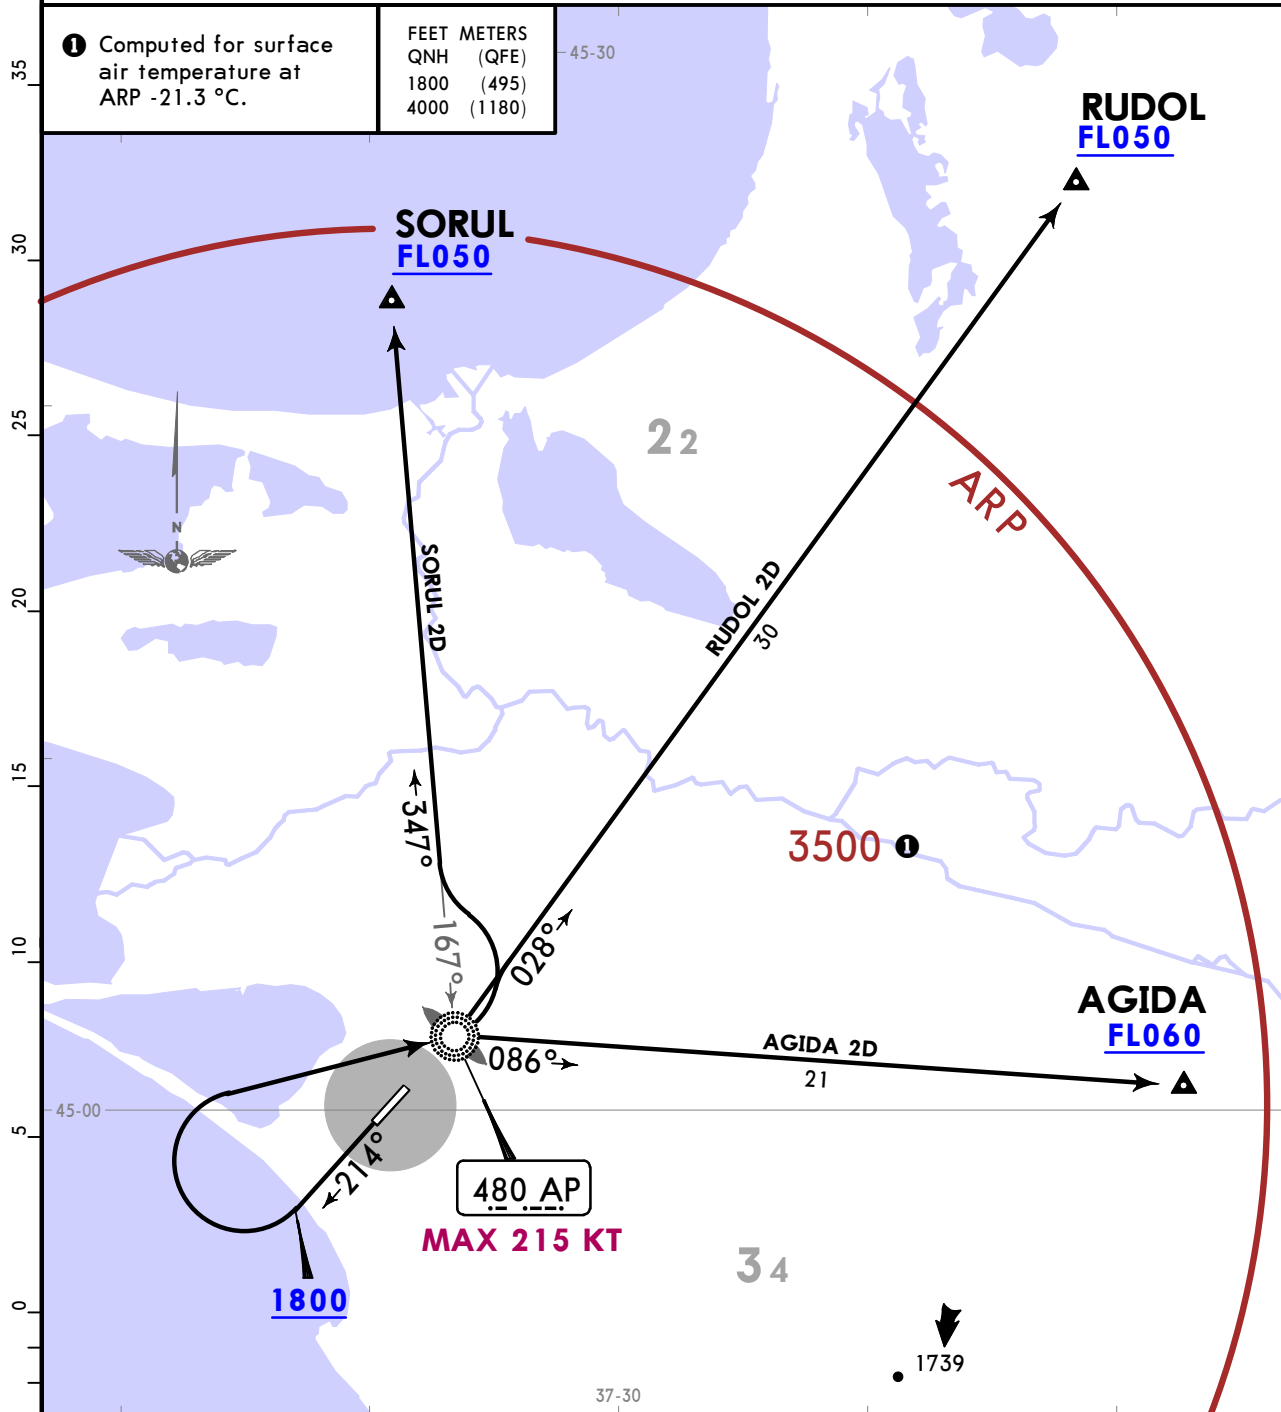 ❶ Computed for surface
air temperature at
ARP -21.3 °C.
FEET METERS
QNH (QFE)
1800 (495)
4000 (1180)
45-30
RUDOL
FL050
SORUL
FL050
35
30
25
20
15
10
5
0
22
ARP
N
SORUL 2D
RUDOL 2D
30
347°
3500 ❶
167°
028°
AGIDA
FL060
086°
AGIDA 2D
21
45-00
214°
480 AP
MAX 215 KT
34
1800
1739
37-30